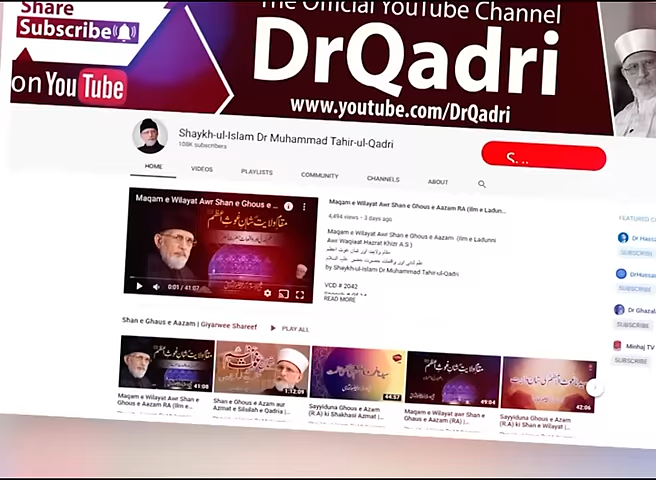 Share
Subscribe
on YouTube
The Official YouTube Channel
DrQadri
www.youtube.com/DrQadri
Shaykh-ul-Islam Dr Muhammad Tahir-ul-Qadri
108K subscribers
HOME VIDEOS PLAYLISTS COMMUNITY CHANNELS ABOUT
Maqam e Wilayat Awr Shan e Ghous e ...
0:01 / 41:07
Maqam e Wilayat Awr Shan e Ghous e Aazam RA (Ilm e Ladun...
4,494 views • 3 days ago
Maqam e Wilayat Awr Shan e Ghous e Aazam (Ilm e Ladunni
Awr Waqiaat Hazrat Khizr A.S )
by Shaykh-ul-Islam Dr Muhammad Tahir-ul-Qadri
VCD # 2042
READ MORE
FEATURED C
Dr Hassa
SUBSCRIBE
DrHussa
SUBSCRIBE
Dr Ghazal
SUBSCRIBE
Minhaj TV
SUBSCRIBE
Shan e Ghous e Aazam | Giyarwee Shareef PLAY ALL
41:08
1:12:09
44:57
49:04
42:06
Maqam e Wilayat Awr Shan e
Ghous e Aazam RA (Ilm e...
Shan e Ghous e Aazam aur
Azmat e Silsilah e Qadria |...
Sayyiduna Ghous e Azam
(R.A) ki Shakhasi Azmat |
Maqam e Wilayat awr Shan e
Ghaus e Aazam (RA) |
Sayyiduna Ghous e Azam (R.A)
ki Shan e Wilayat |